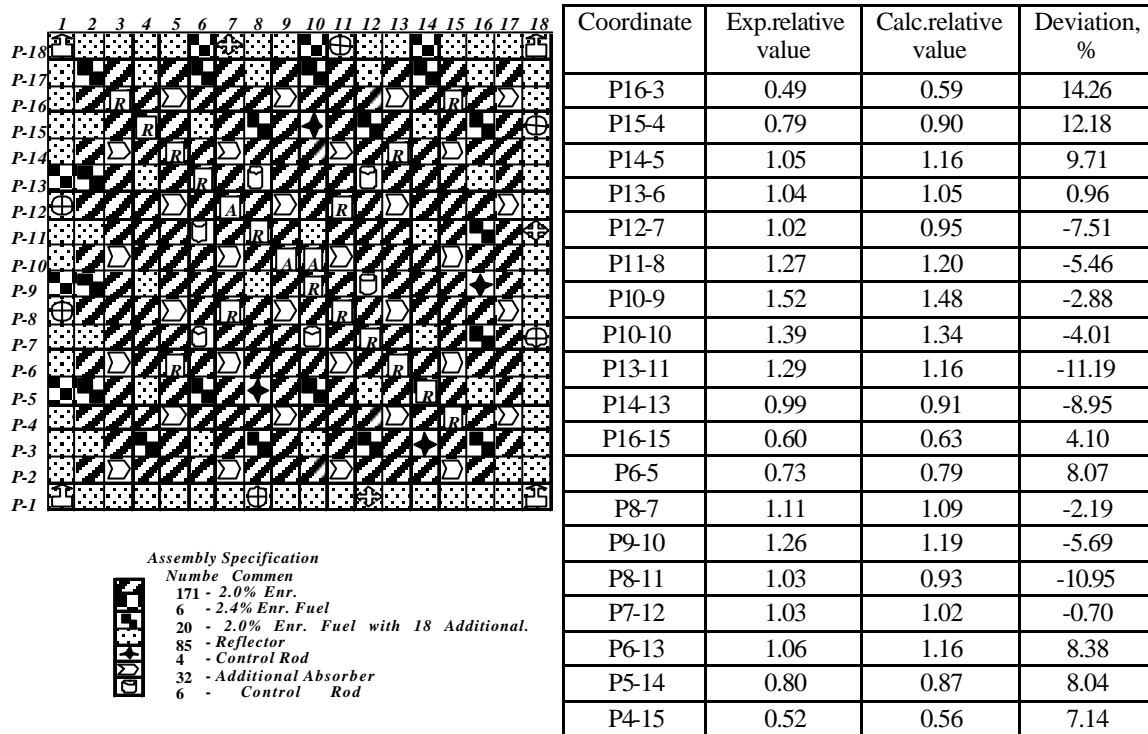 1 2 3 4 5 6 7 8 9 10 11 12 13 14 15 16 17 18
P-18
P-17
P-16 R R
P-15 R
P-14 R R
P-13 R
P-12 A R
P-11 R
P-10 A A
P-9 R
P-8 R R
P-7 R
P-6 R R
P-5 R
P-4 R
P-3
P-2
P-1
Assembly Specification
Numbe Commen
171 - 2.0% Enr.
6 - 2.4% Enr. Fuel
20 - 2.0% Enr. Fuel with 18 Additional.
85 - Reflector
4 - Control Rod
32 - Additional Absorber
6 - Control Rod
Coordinate Exp.relative value Calc.relative value Deviation, %
P16-3 0.49 0.59 14.26
P15-4 0.79 0.90 12.18
P14-5 1.05 1.16 9.71
P13-6 1.04 1.05 0.96
P12-7 1.02 0.95 -7.51
P11-8 1.27 1.20 -5.46
P10-9 1.52 1.48 -2.88
P10-10 1.39 1.34 -4.01
P13-11 1.29 1.16 -11.19
P14-13 0.99 0.91 -8.95
P16-15 0.60 0.63 4.10
P6-5 0.73 0.79 8.07
P8-7 1.11 1.09 -2.19
P9-10 1.26 1.19 -5.69
P8-11 1.03 0.93 -10.95
P7-12 1.03 1.02 -0.70
P6-13 1.06 1.16 8.38
P5-14 0.80 0.87 8.04
P4-15 0.52 0.56 7.14